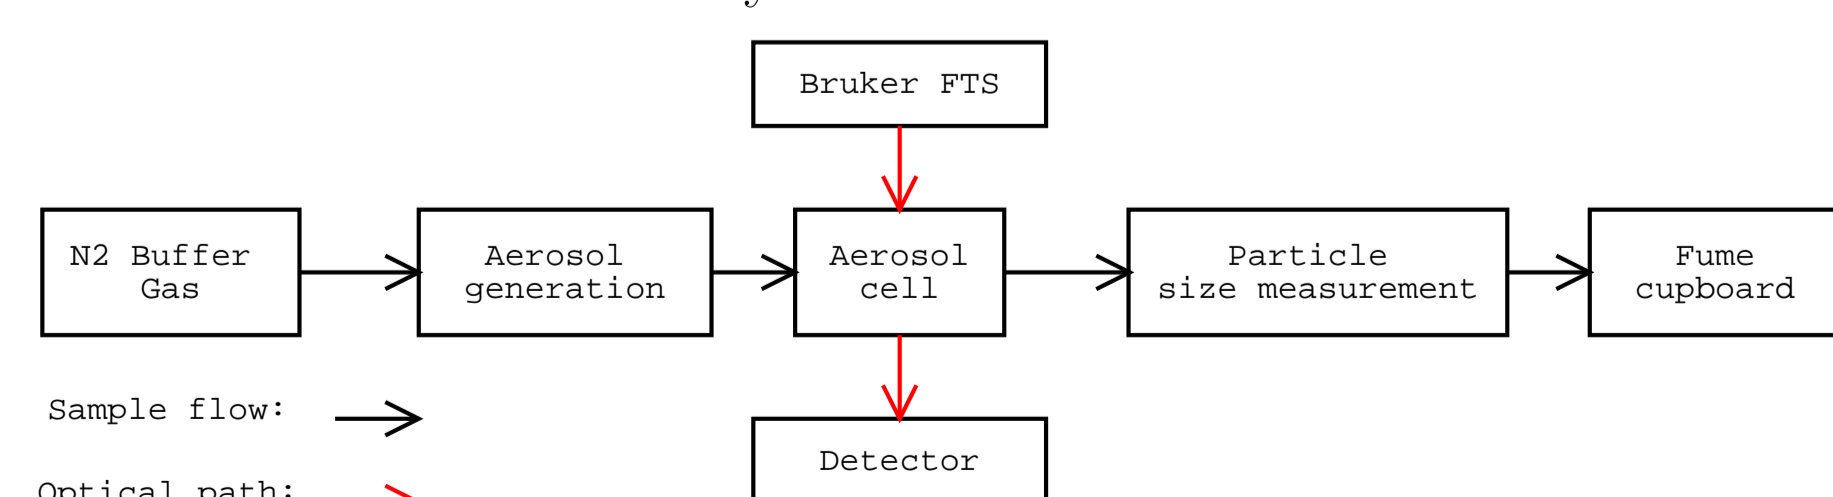 Bruker FTS
N2 Buffer
Gas
Aerosol
generation
Aerosol
cell
Particle
size measurement
Fume
cupboard
Sample flow:
Detector
Optical path: